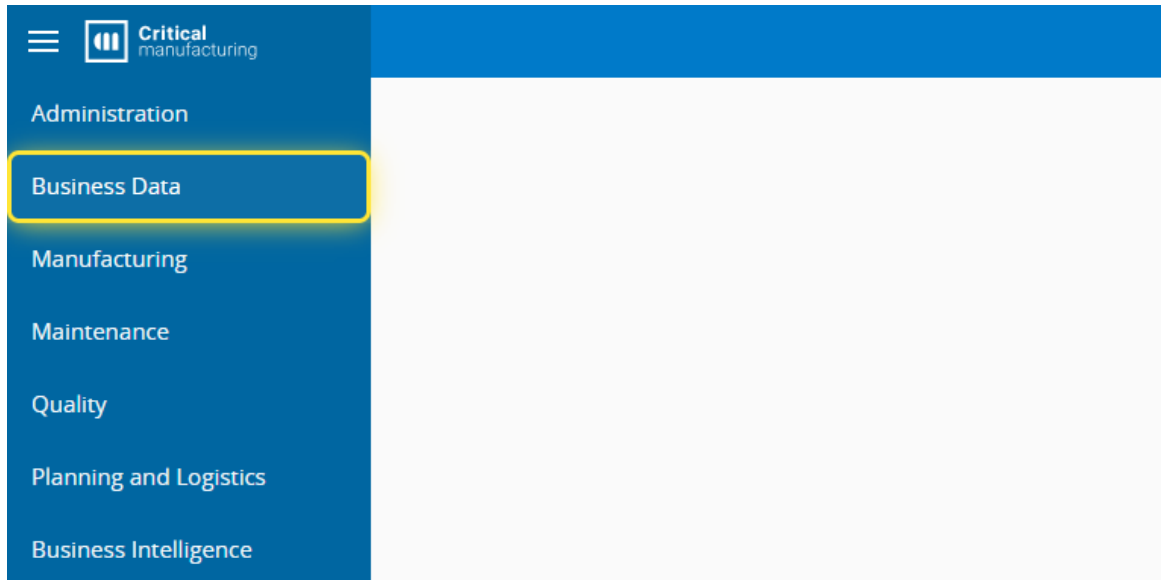 Critical
manufacturing
Administration
Business Data
Manufacturing
Maintenance
Quality
Planning and Logistics
Business Intelligence